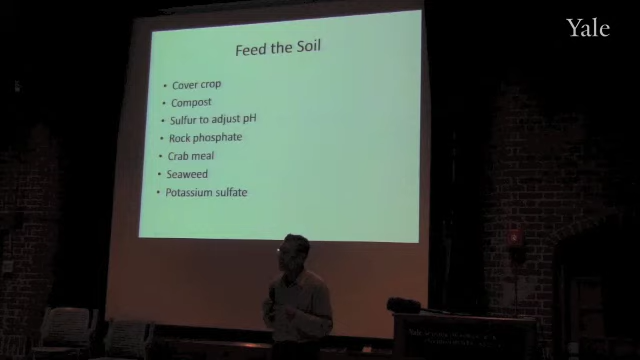 Yale
Feed the Soil
• Cover crop
• Compost
• Sulfur to adjust pH
• Rock phosphate
• Crab meal
• Seaweed
• Potassium sulfate